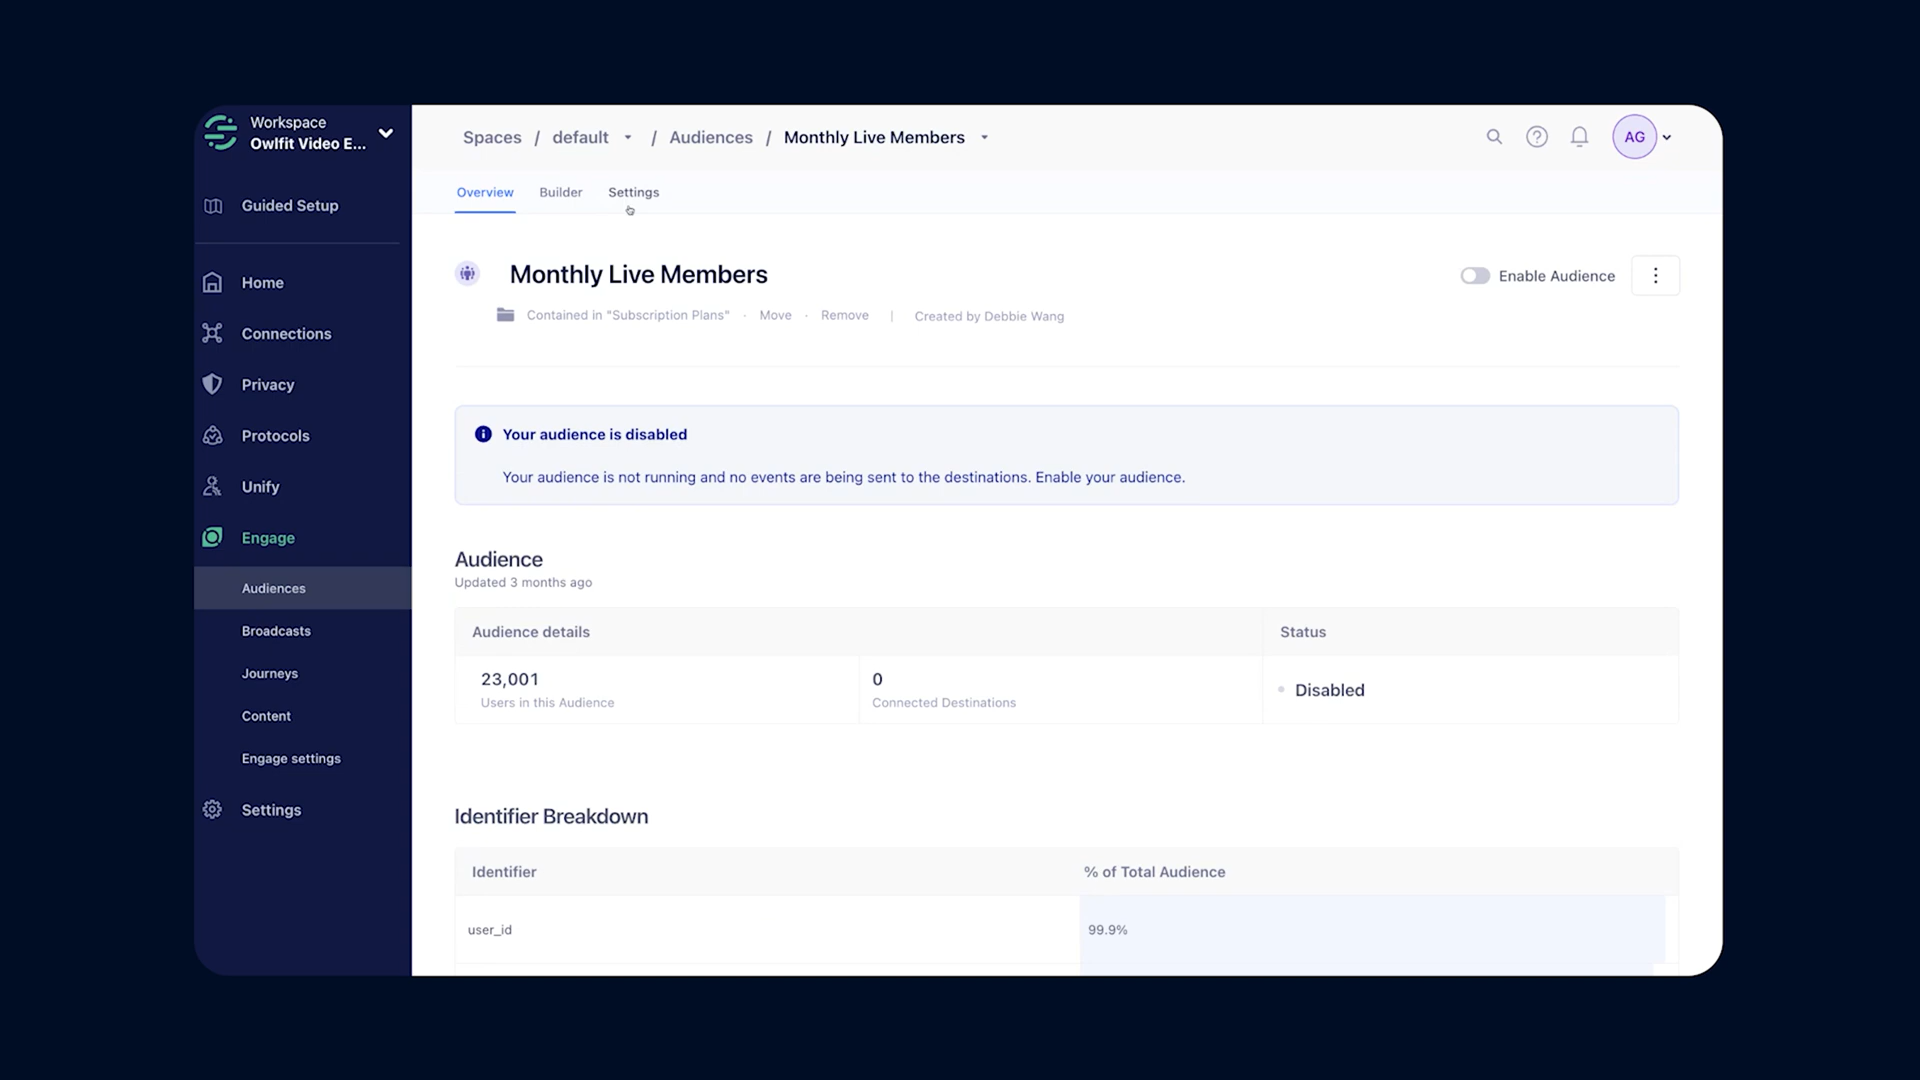 Workspace
Owlfit Video E...
Guided Setup
Home
Connections
Privacy
Protocols
Unify
Engage
Audiences
Broadcasts
Journeys
Content
Engage settings
Settings
Spaces / default / Audiences / Monthly Live Members
AG
Overview Builder Settings
Monthly Live Members
Enable Audience
Contained in "Subscription Plans" · Move · Remove | Created by Debbie Wang
Your audience is disabled
Your audience is not running and no events are being sent to the destinations. Enable your audience.
Audience
Updated 3 months ago
Audience details Status
23,001 0 Disabled
Users in this Audience Connected Destinations
Identifier Breakdown
Identifier % of Total Audience
user_id 99.9%